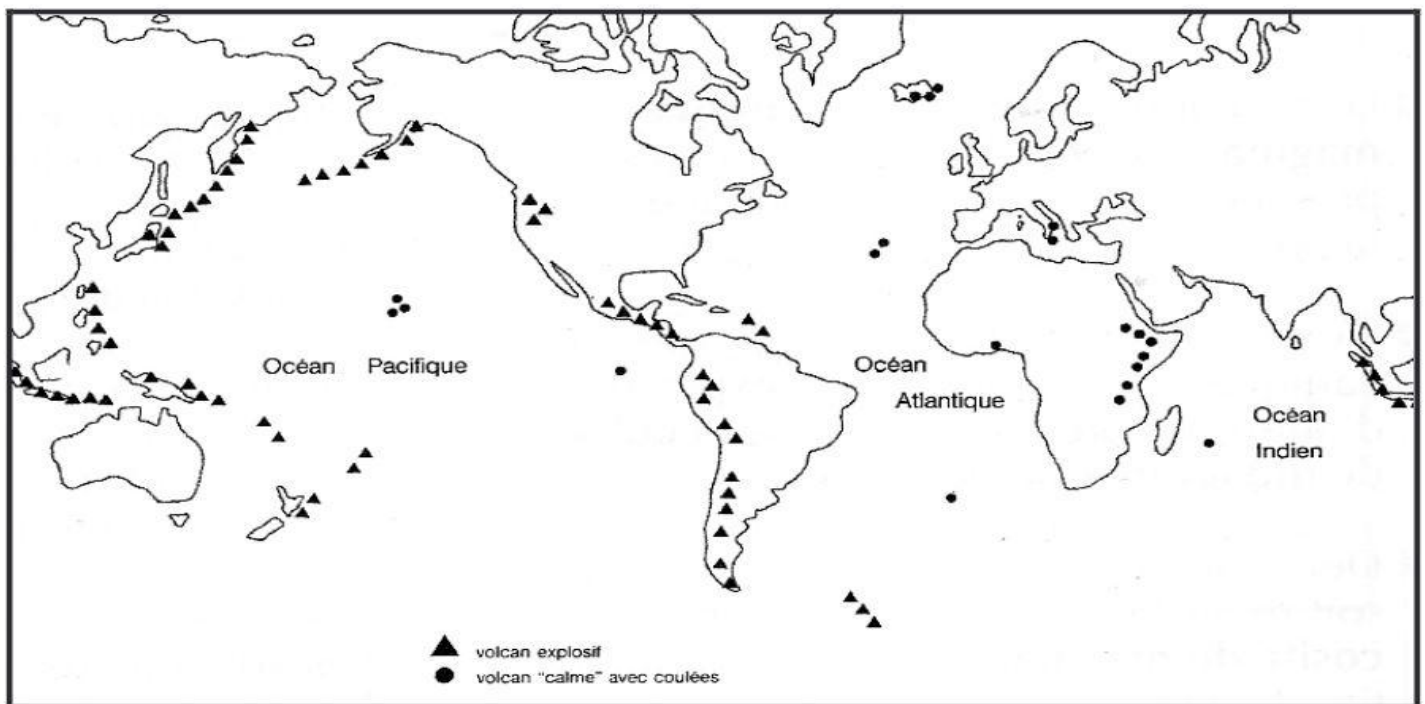 Océan Pacifique
Océan
Atlantique
Océan
Indien
volcan explosif
volcan "calme" avec coulées